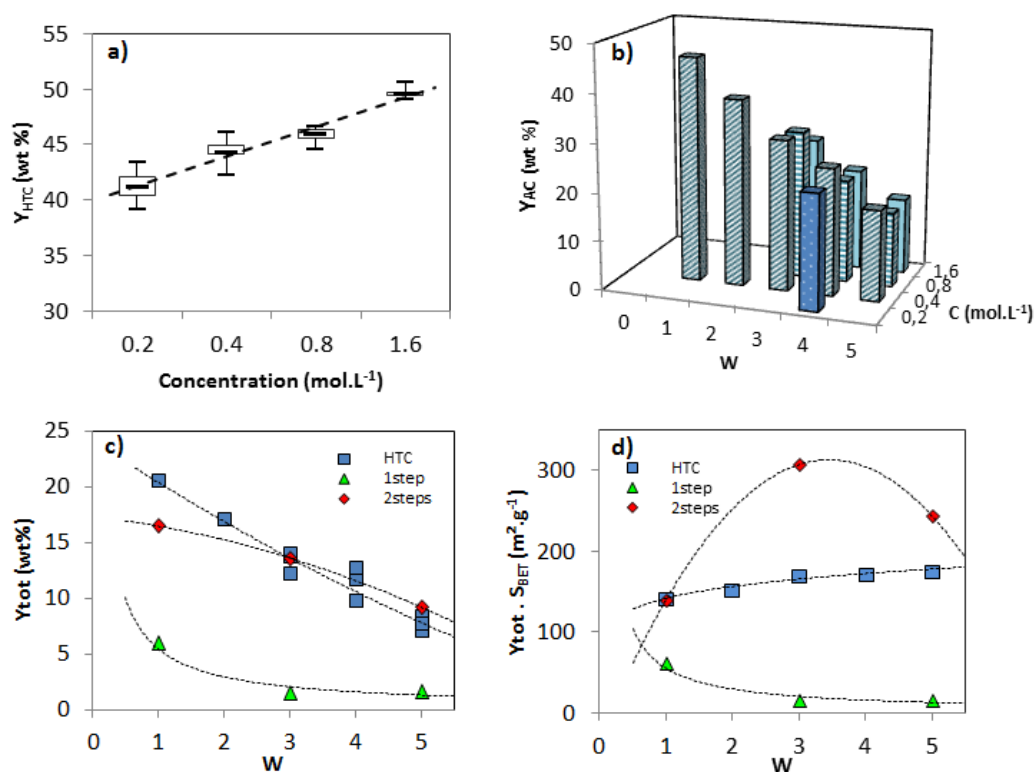 a)
55
50
45
40
35
30
Y_HTC (wt %)
0.2 0.4 0.8 1.6
Concentration (mol.L⁻¹)
b)
50
40
30
20
10
0
Y_AC (wt %)
0 1 2 3 4 5
W
0,2
0,4
0,8
1,6
C (mol.L⁻¹)
c)
25
20
15
10
5
0
Ytot (wt%)
HTC
1step
2steps
0 1 2 3 4 5
W
d)
300
200
100
0
Ytot . S_BET (m².g⁻¹)
HTC
1step
2steps
0 1 2 3 4 5
W